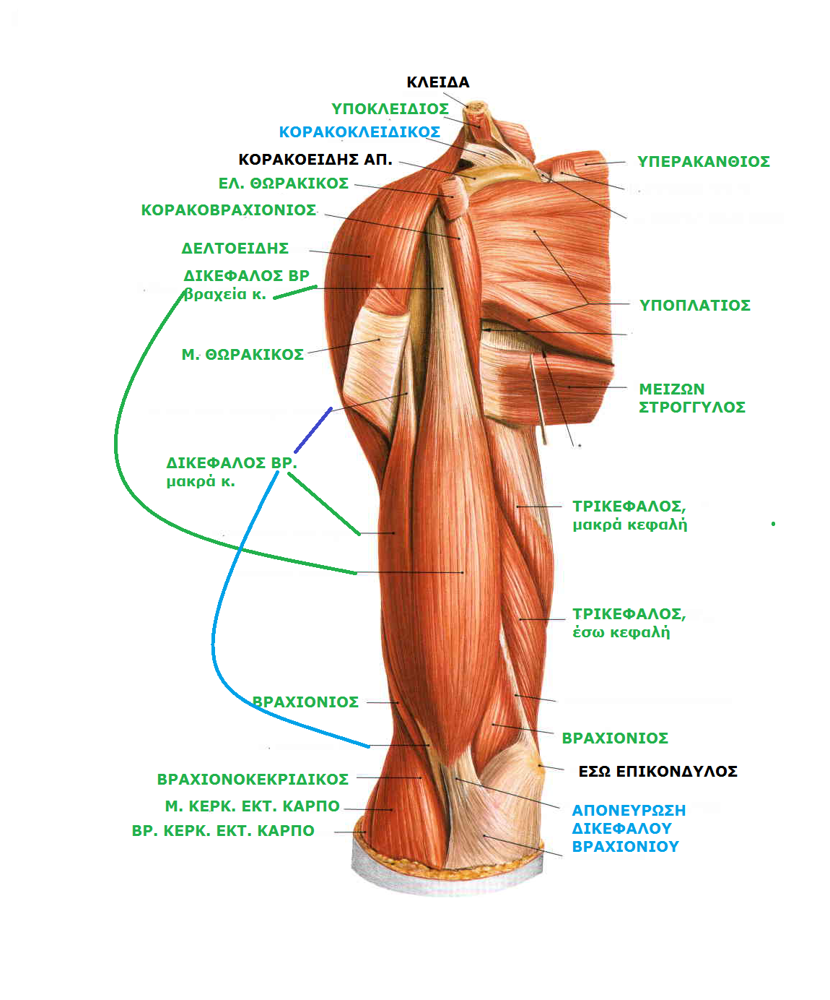 ΚΛΕΙΔΑ
ΥΠΟΚΛΕΙΔΙΟΣ
ΚΟΡΑΚΟΚΛΕΙΔΙΚΟΣ
ΚΟΡΑΚΟΕΙΔΗΣ ΑΠ.
ΕΛ. ΘΩΡΑΚΙΚΟΣ
ΚΟΡΑΚΟΒΡΑΧΙΟΝΙΟΣ
ΔΕΛΤΟΕΙΔΗΣ
ΔΙΚΕΦΑΛΟΣ ΒΡ
βραχεία κ.
Μ. ΘΩΡΑΚΙΚΟΣ
ΔΙΚΕΦΑΛΟΣ ΒΡ.
μακρά κ.
ΒΡΑΧΙΟΝΙΟΣ
ΒΡΑΧΙΟΝΟΚΕΚΡΙΔΙΚΟΣ
Μ. ΚΕΡΚ. ΕΚΤ. ΚΑΡΠΟ
ΒΡ. ΚΕΡΚ. ΕΚΤ. ΚΑΡΠΟ
ΥΠΕΡΑΚΑΝΘΙΟΣ
ΥΠΟΠΛΑΤΙΟΣ
ΜΕΙΖΩΝ
ΣΤΡΟΓΓΥΛΟΣ
*
ΤΡΙΚΕΦΑΛΟΣ,
μακρά κεφαλή
ΤΡΙΚΕΦΑΛΟΣ,
έσω κεφαλή
ΒΡΑΧΙΟΝΙΟΣ
ΕΣΩ ΕΠΙΚΟΝΔΥΛΟΣ
ΑΠΟΝΕΥΡΩΣΗ
ΔΙΚΕΦΑΛΟΥ
ΒΡΑΧΙΟΝΙΟΥ